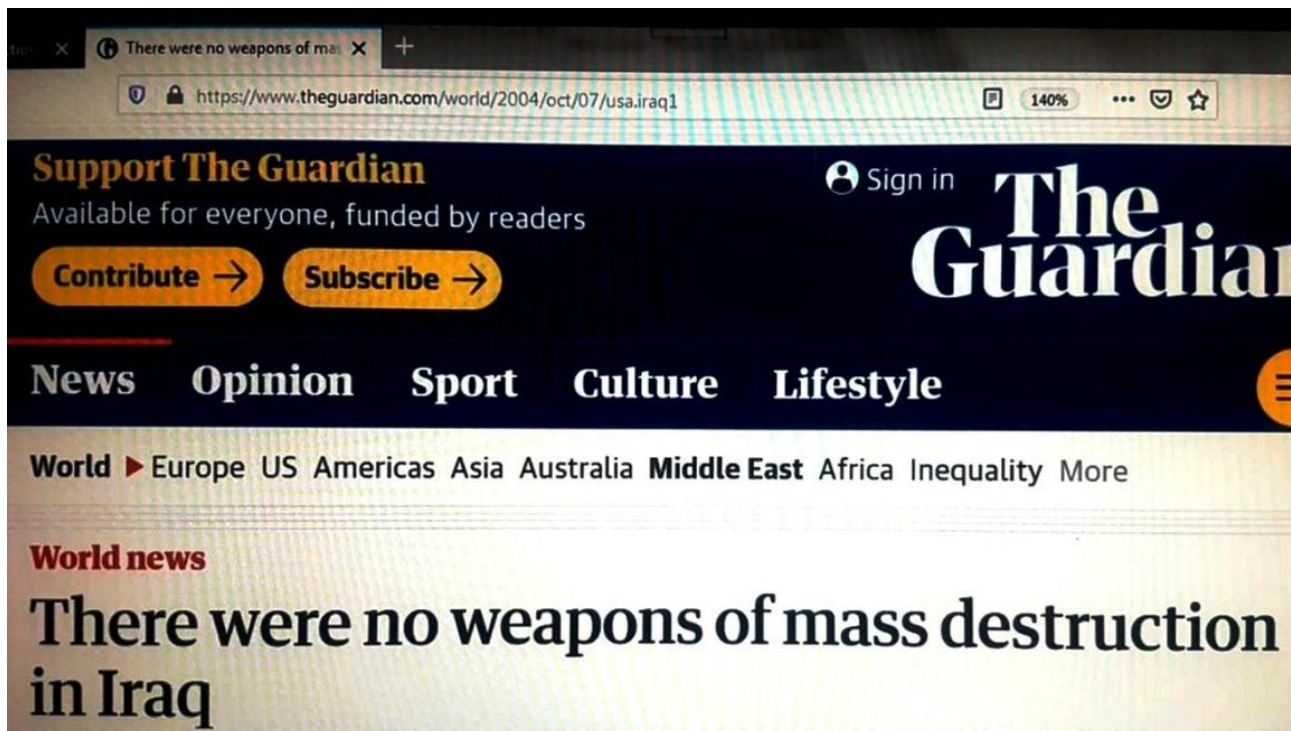 There were no weapons of mas
https://www.theguardian.com/world/2004/oct/07/usa.iraq1
140%
Support The Guardian
Available for everyone, funded by readers
Contribute → Subscribe →
Sign in
The
Guardian
News Opinion Sport Culture Lifestyle
World Europe US Americas Asia Australia Middle East Africa Inequality More
World news
There were no weapons of mass destruction
in Iraq